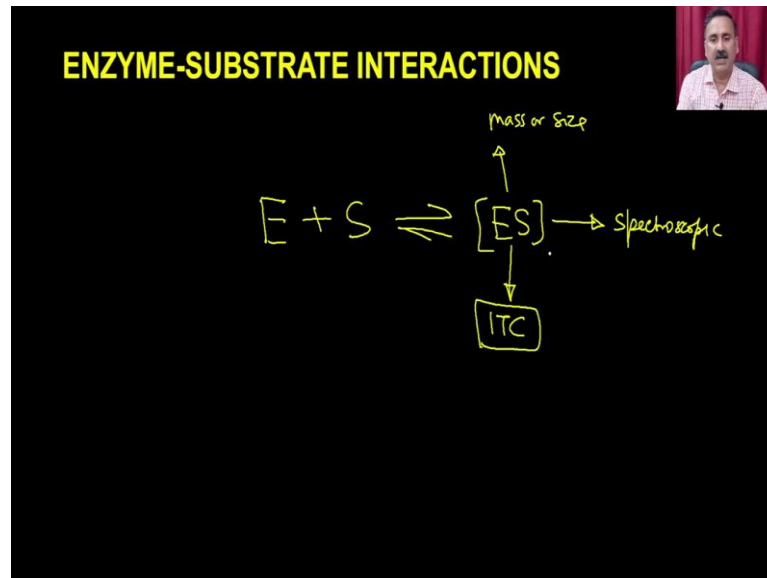 ENZYME-SUBSTRATE INTERACTIONS
mass or size
E + S ⇌ [ES] → Spectroscopic
ITC